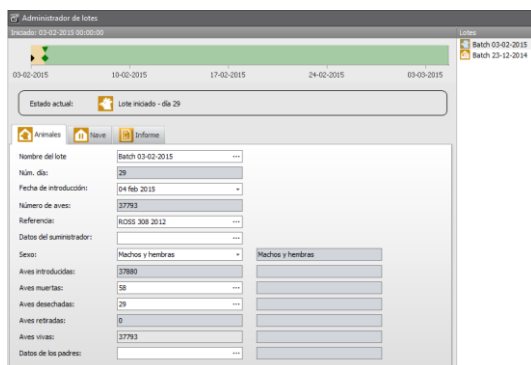 Administrador de lotes
Iniciado: 03-02-2015 00:00:00
Lotes
Batch 03-02-2015
Batch 23-12-2014
03-02-2015 10-02-2015 17-02-2015 24-02-2015 03-03-2015
Estado actual: Lote iniciado - día 29
Animales Nave Informe
Nombre del lote Batch 03-02-2015 ...
Núm. día: 29
Fecha de introducción: 04 feb 2015
Número de aves: 37793
Referencia: ROSS 308 2012 ...
Datos del suministrador: ...
Sexo: Machos y hembras Machos y hembras
Aves introducidas: 37880
Aves muertas: 58 ...
Aves desechadas: 29 ...
Aves retiradas: 0
Aves vivas: 37793
Datos de los padres: ...